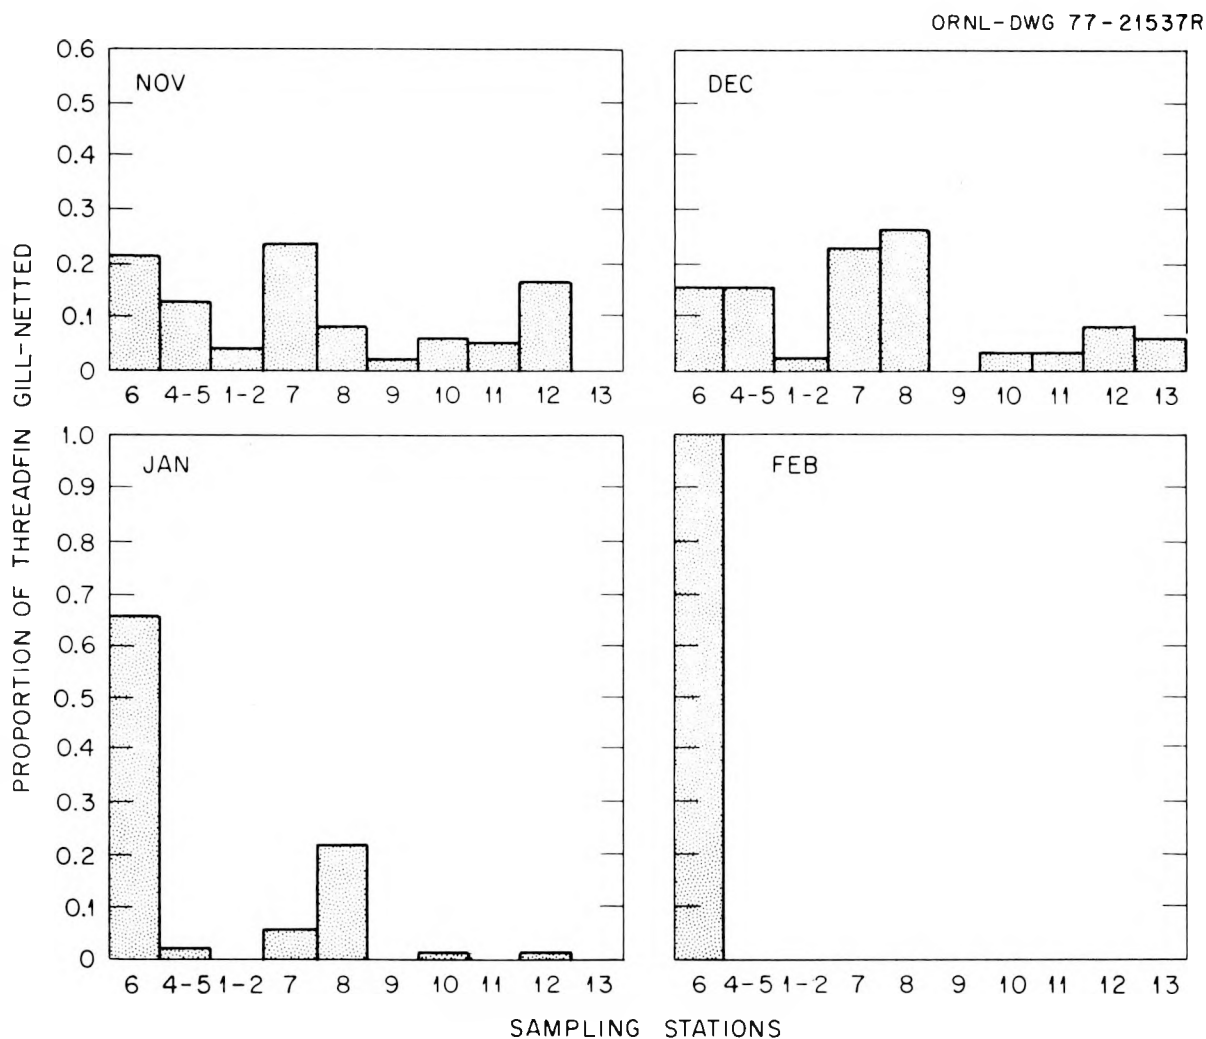 ORNL-DWG 77-21537R
PROPORTION OF THREADFIN GILL-NETTED
NOV
0.6
0.5
0.4
0.3
0.2
0.1
0
6 4-5 1-2 7 8 9 10 11 12 13
DEC
6 4-5 1-2 7 8 9 10 11 12 13
JAN
1.0
0.9
0.8
0.7
0.6
0.5
0.4
0.3
0.2
0.1
0
6 4-5 1-2 7 8 9 10 11 12 13
FEB
6 4-5 1-2 7 8 9 10 11 12 13
SAMPLING STATIONS